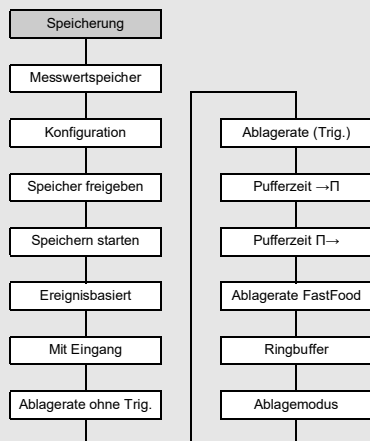 Speicherung
Messwertspeicher
Konfiguration
Speicher freigeben
Speichern starten
Ereignisbasiert
Mit Eingang
Ablagerate ohne Trig.
Ablagerate (Trig.)
Pufferzeit →Π
Pufferzeit Π→
Ablagerate FastFood
Ringbuffer
Ablagemodus